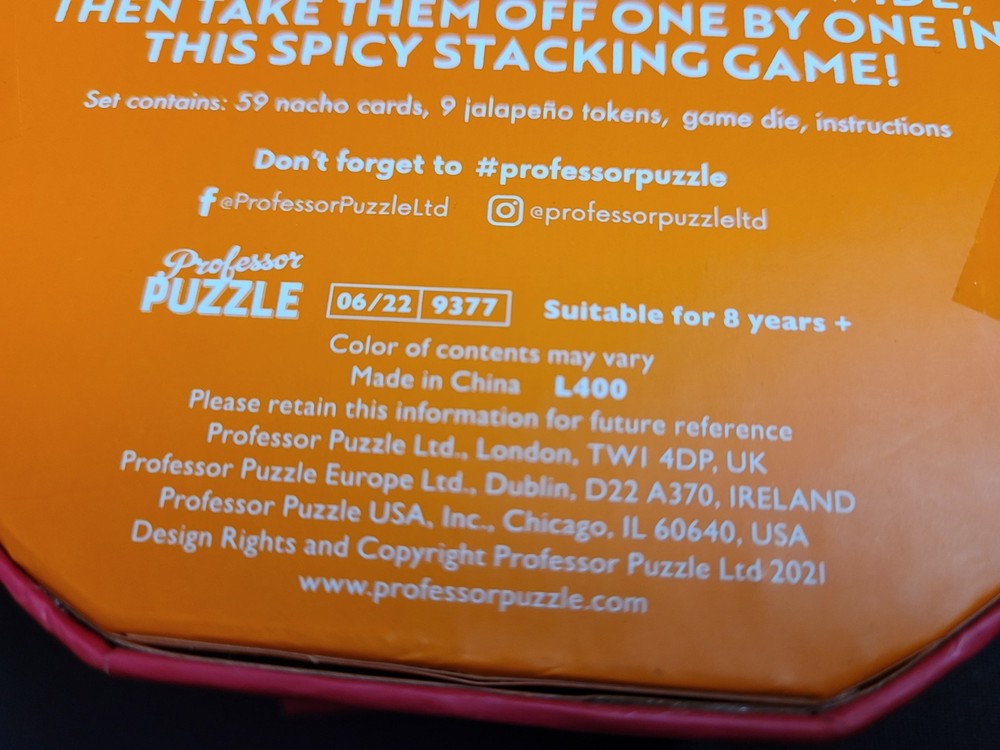 THEN TAKE THEM OFF ONE BY ONE IN
THIS SPICY STACKING GAME!
Set contains: 59 nacho cards, 9 jalapeño tokens, game die, instructions
Don't forget to #professorpuzzle
f @ProfessorPuzzleLtd @professorpuzzleltd
Professor
PUZZLE 06/22 9377 Suitable for 8 years +
Color of contents may vary
Made in China L400
Please retain this information for future reference
Professor Puzzle Ltd., London, TW1 4DP, UK
Professor Puzzle Europe Ltd., Dublin, D22 A370, IRELAND
Professor Puzzle USA, Inc., Chicago, IL 60640, USA
Design Rights and Copyright Professor Puzzle Ltd 2021
www.professorpuzzle.com